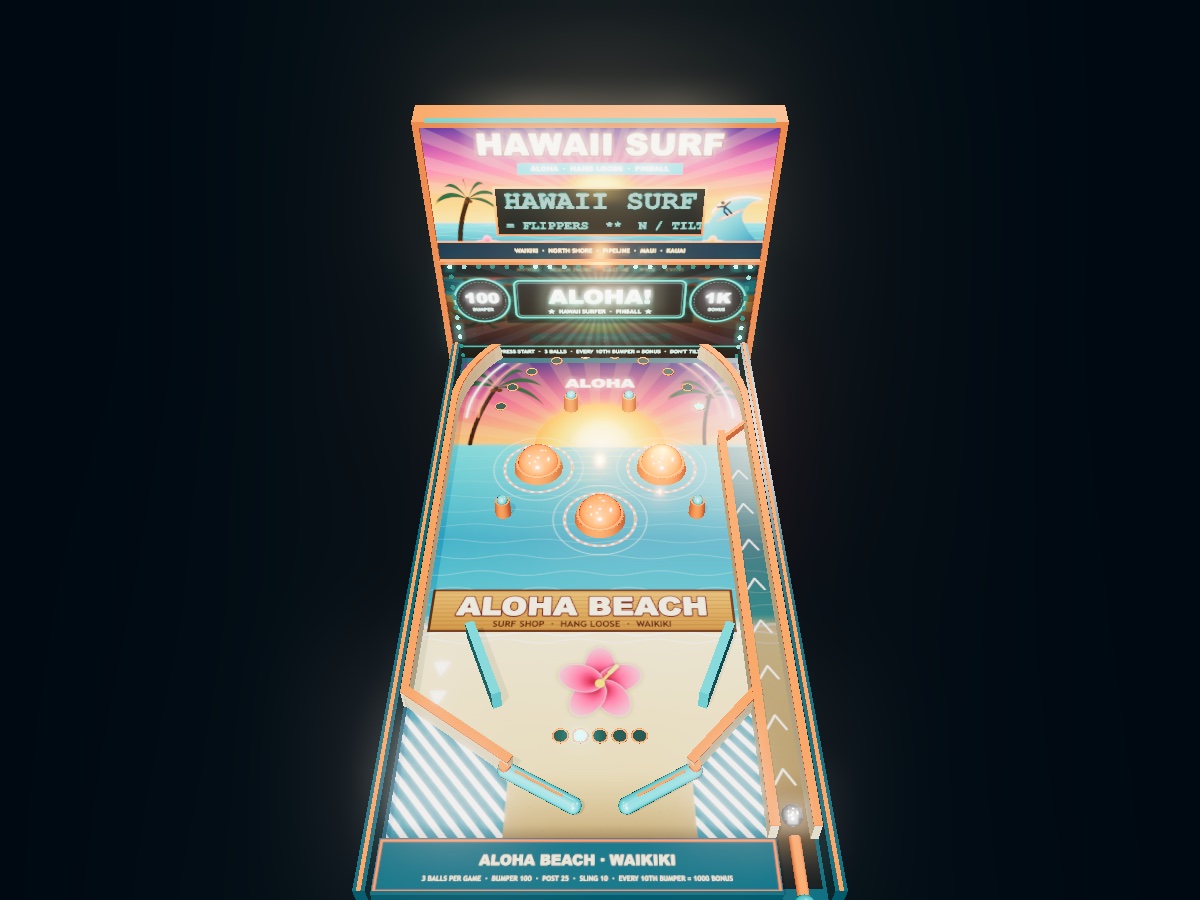 HAWAII SURF
ALOHA · HANG LOOSE · PINBALL
HAWAII SURF
= FLIPPERS ** N / TILT
WAIKIKI · NORTH SHORE · PIPELINE · MAUI · KAUAI
100
BUMPER
ALOHA!
★ HAWAII SURFER · PINBALL ★
1K
BONUS
RESS START · 3 BALLS · EVERY 10TH BUMPER = BONUS · DON'T TIL
ALOHA
ALOHA BEACH
SURF SHOP · HANG LOOSE · WAIKIKI
ALOHA BEACH · WAIKIKI
3 BALLS PER GAME · BUMPER 100 · POST 25 · SLING 10 · EVERY 10TH BUMPER = 1000 BONUS